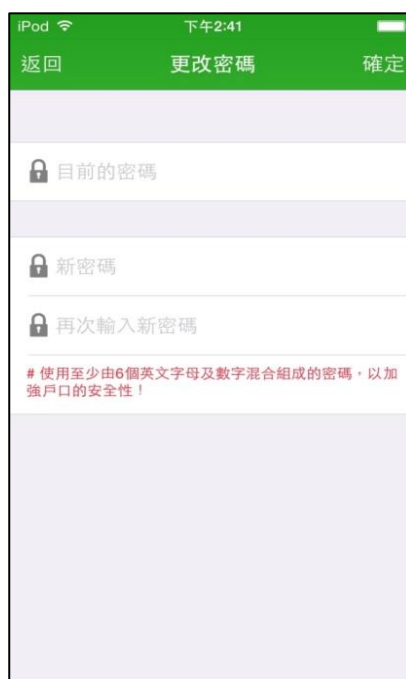 iPod 下午2:41
返回 更改密碼 確定
目前的密碼
新密碼
再次輸入新密碼
# 使用至少由6個英文字母及數字混合組成的密碼，以加
強戶口的安全性！